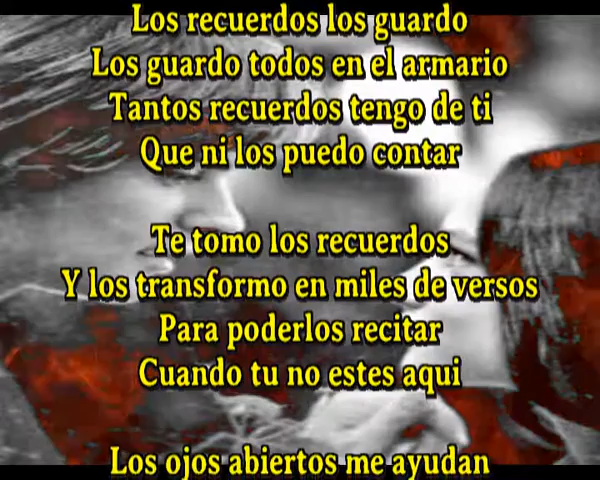 Los recuerdos los guardo
Los guardo todos en el armario
Tantos recuerdos tengo de ti
Que ni los puedo contar
Te tomo los recuerdos
Y los transformo en miles de versos
Para poderlos recitar
Cuando tu no estes aqui
Los ojos abiertos me ayudan